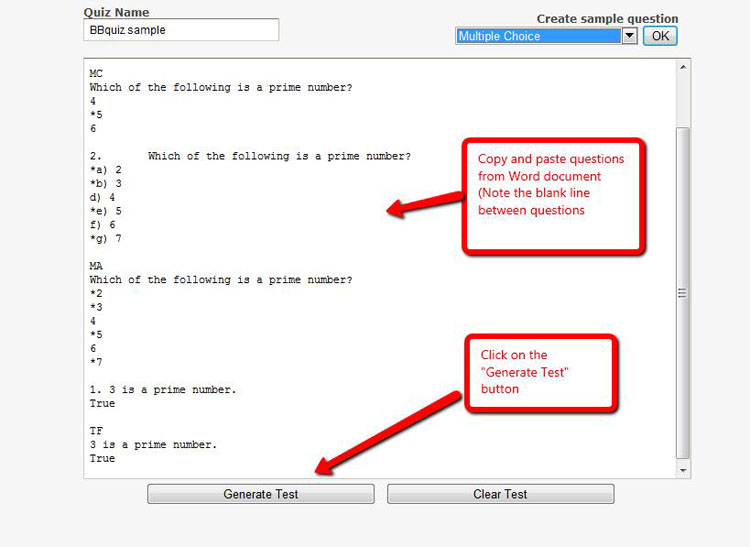 Quiz Name
BBquiz sample
Create sample question
Multiple Choice
OK
MC
Which of the following is a prime number?
4
*5
6
2. Which of the following is a prime number?
*a) 2
*b) 3
d) 4
*e) 5
f) 6
*g) 7
MA
Which of the following is a prime number?
*2
*3
4
*5
6
*7
1. 3 is a prime number.
True
TF
3 is a prime number.
True
Copy and paste questions
from Word document
(Note the blank line
between questions
Click on the
"Generate Test"
button
Generate Test
Clear Test